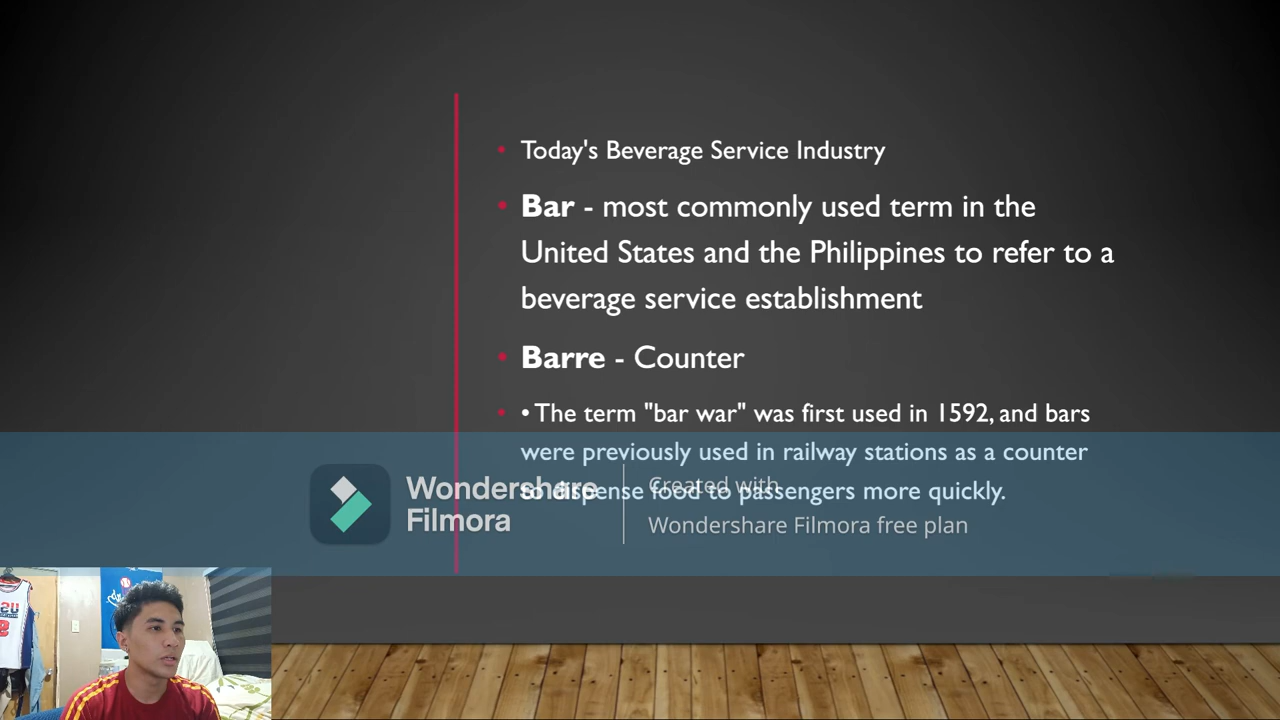 • Today's Beverage Service Industry
• Bar - most commonly used term in the
United States and the Philippines to refer to a
beverage service establishment
• Barre - Counter
• • The term "bar war" was first used in 1592, and bars
were previously used in railway stations as a counter
to dispense food to passengers more quickly.
Wondershare
Filmora
Created with
Wondershare Filmora free plan